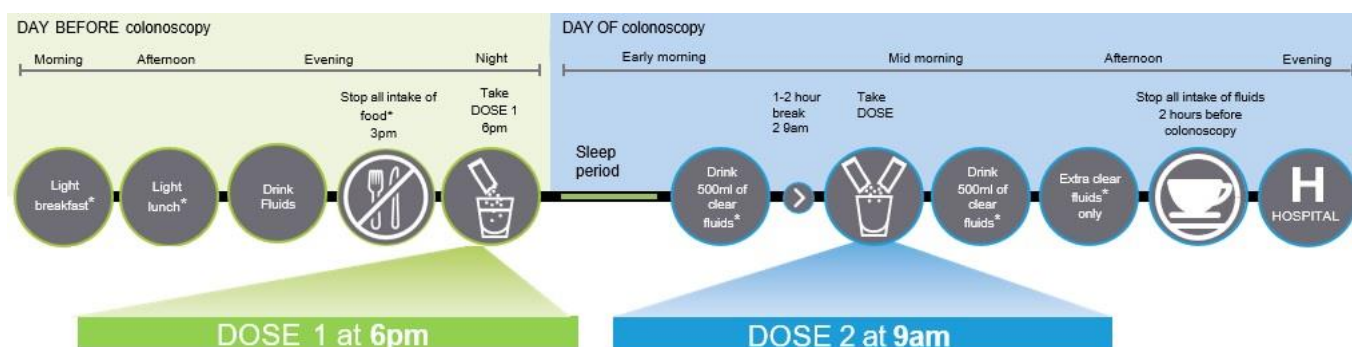 DAY BEFORE colonoscopy
Morning
Afternoon
Evening
Night
Stop all intake of
food*
3pm
Take
DOSE 1
6pm
Light
breakfast*
Light
lunch*
Drink
Fluids
DOSE 1 at 6pm
DAY OF colonoscopy
Early morning
Mid morning
Afternoon
Evening
Sleep
period
1-2 hour
break
2 9am
Take
DOSE
Stop all intake of fluids
2 hours before
colonoscopy
Drink
500ml of
clear
fluids*
Drink
500ml of
clear
fluids*
Extra clear
fluids*
only
H
HOSPITAL
DOSE 2 at 9am